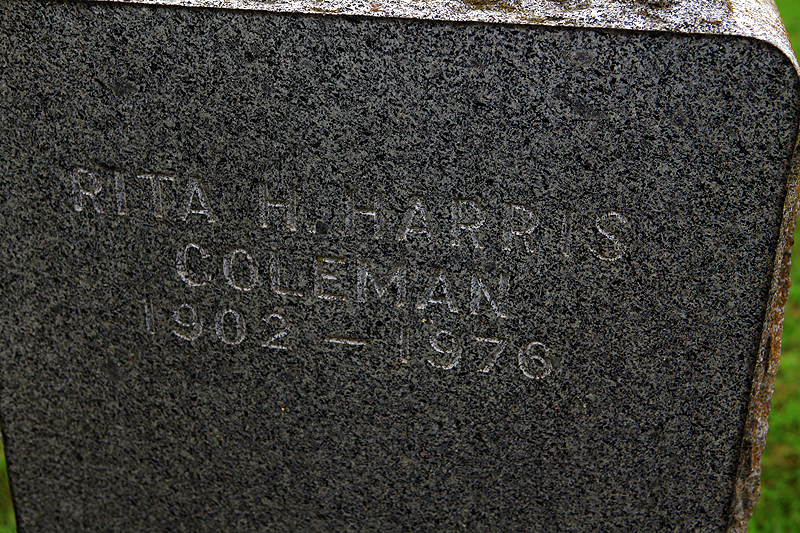 RITA H. HARRIS
COLEMAN
1902 – 1976